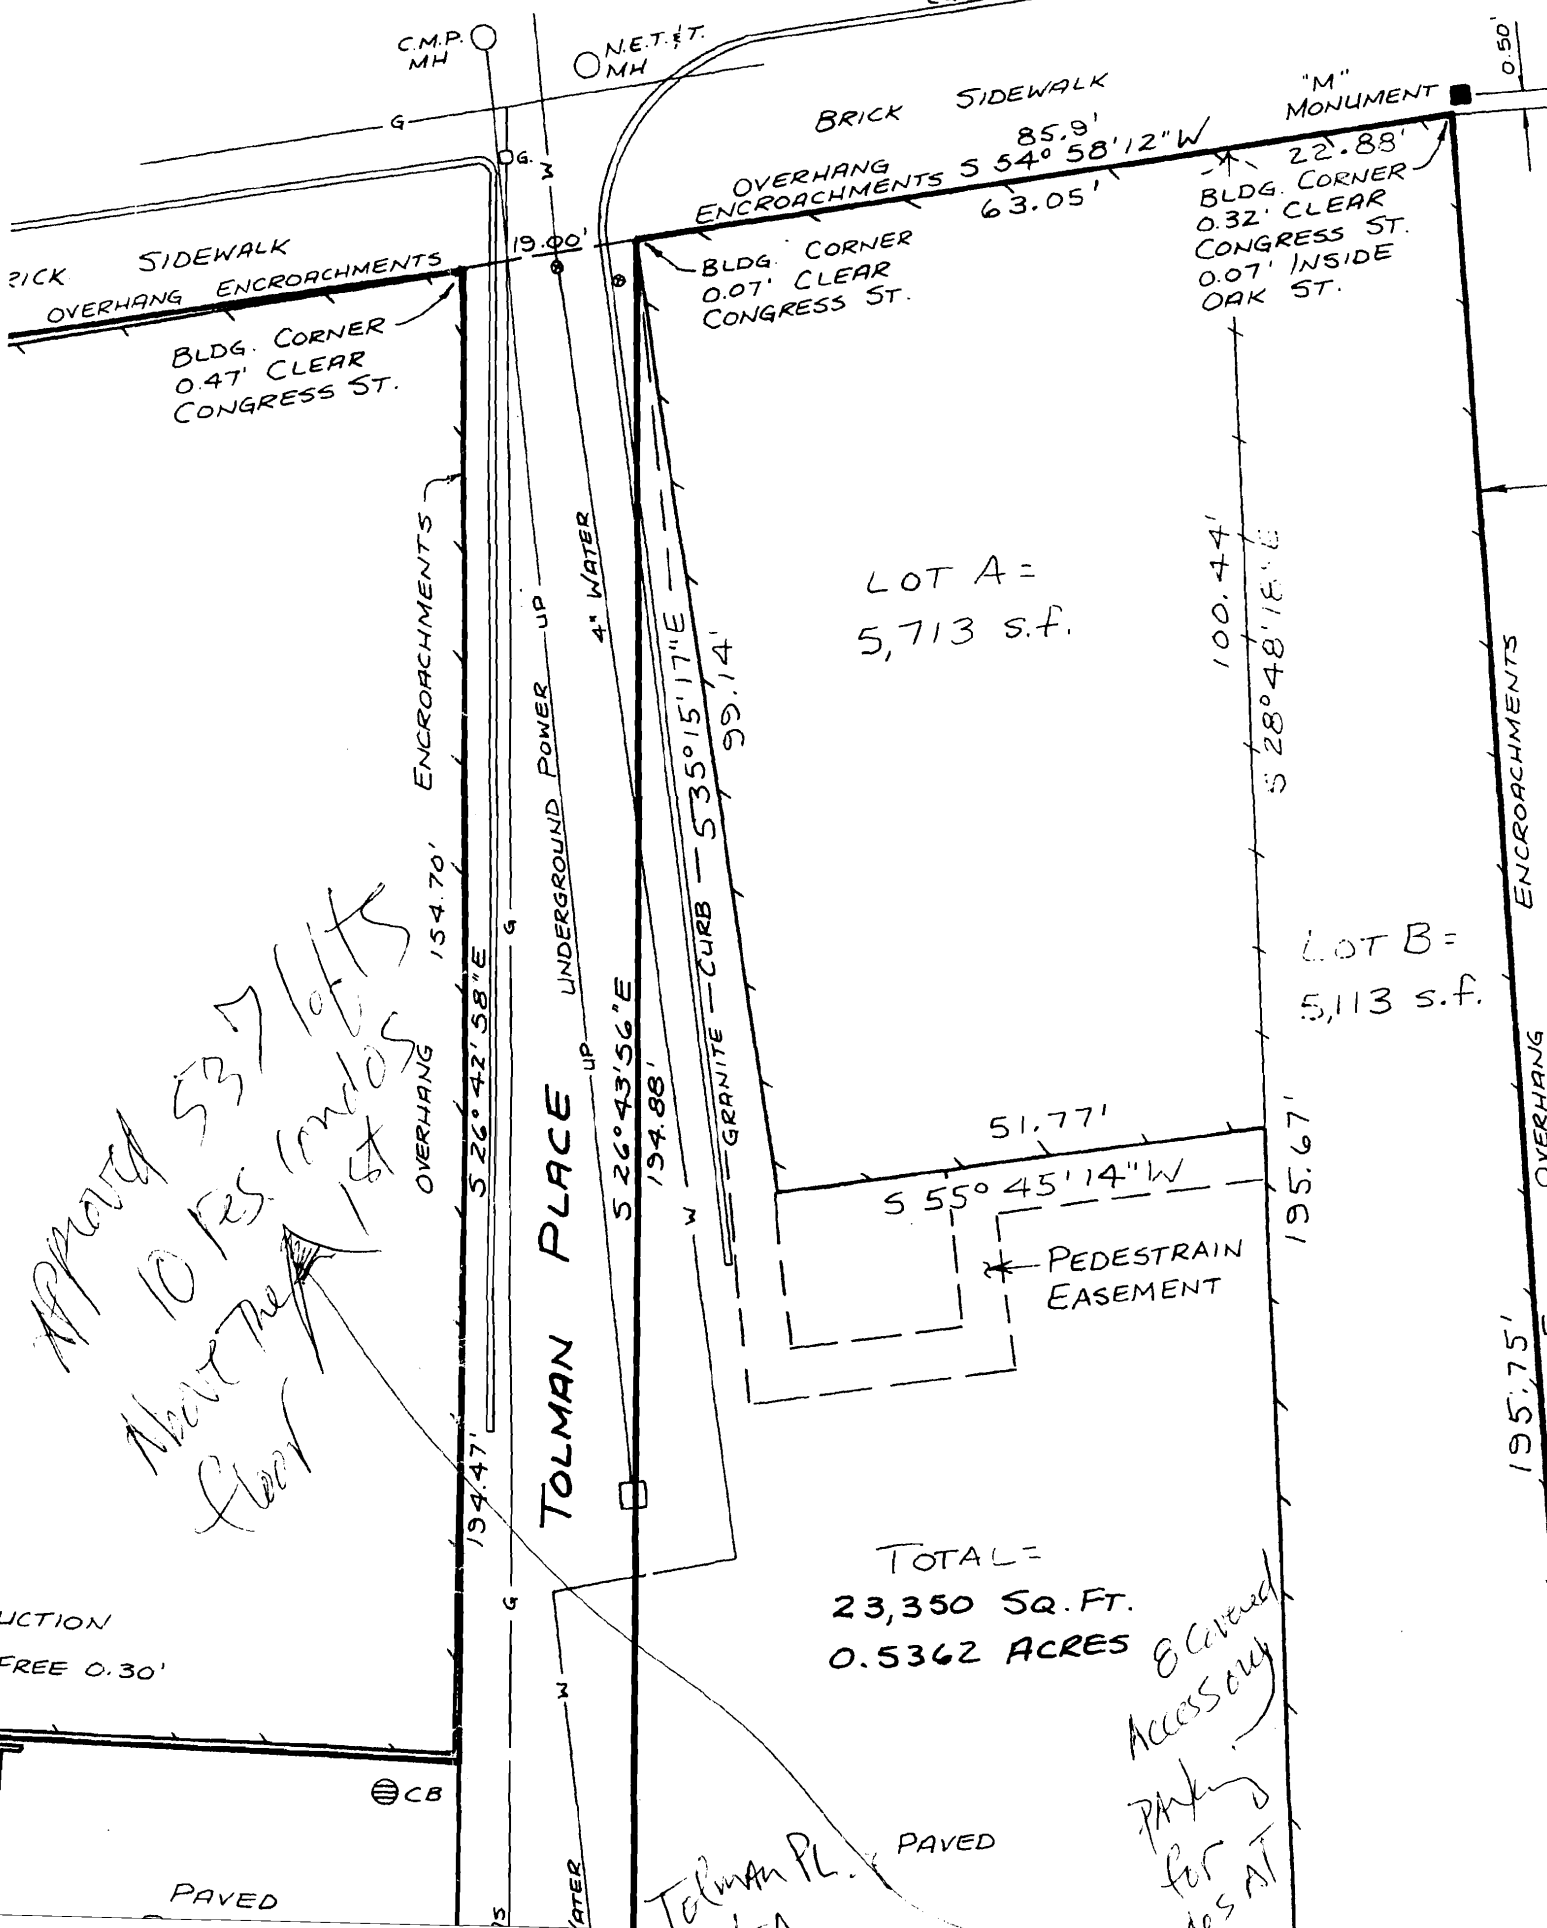 C.M.P.
MH
N.E.T.&T.
MH
0.50'
G
G.
W
BRICK SIDEWALK
"M"
MONUMENT
85.9'
S 54° 58' 12" W
OVERHANG
ENCROACHMENTS
63.05'
22.88'
SIDEWALK
OVERHANG ENCROACHMENTS
19.00'
BLDG. CORNER
0.47' CLEAR
CONGRESS ST.
BLDG. CORNER
0.07' CLEAR
CONGRESS ST.
BLDG. CORNER
0.32' CLEAR
CONGRESS ST.
0.07' INSIDE
OAK ST.
OVERHANG ENCROACHMENTS
154.70'
S 26° 42' 58" E
194.47'
G
G
UNDERGROUND POWER
UP
UP
4" WATER
TOLMAN PLACE
S 26° 43' 56" E
194.88'
W
W
GRANITE CURB
S 35° 15' 17" E
99.14'
LOT A =
5,713 s.f.
100.44'
S 28° 48' 18" E
195.67'
LOT B =
5,113 s.f.
OVERHANG ENCROACHMENTS
195.75'
51.77'
S 55° 45' 14" W
PEDESTRAIN
EASEMENT
Approved 537 lofts
10 res. condos
Above The 1st
floor
TOTAL =
23,350 SQ. FT.
0.5362 ACRES
8 Covered
Accessory
Parking
for
AT
FREE 0.30'
CB
PAVED
PAVED
Tolman PL.